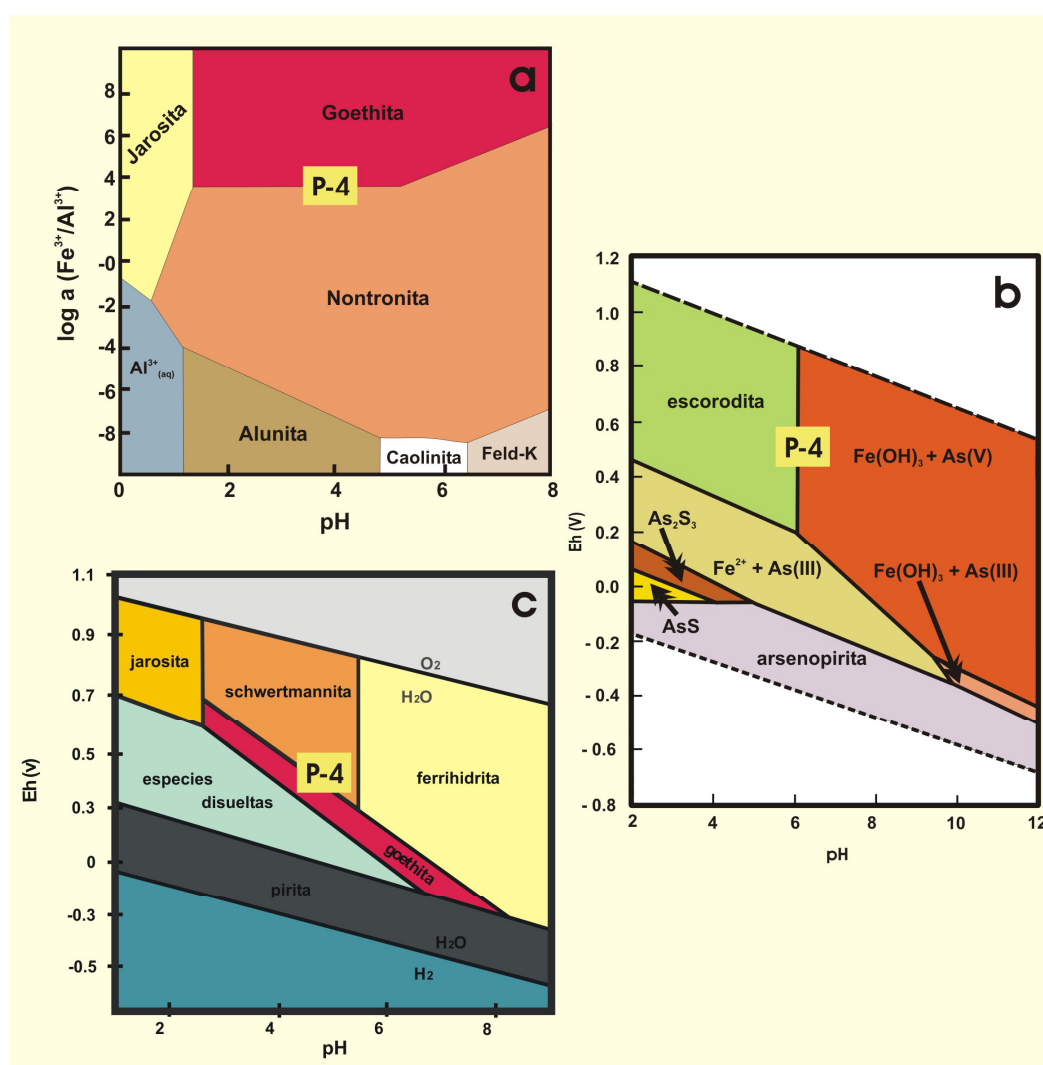 a
8
6
4
2
-0
-2
-4
-6
-8
log a (Fe³⁺/Al³⁺)
Jarosita
Goethita
P-4
Nontronita
Al³⁺(aq)
Alunita
Caolinita
Feld-K
0 2 4 6 8
pH
b
1.2
1.0
0.8
0.6
0.4
0.2
0.0
- 0.2
- 0.4
- 0.6
- 0.8
Eh (V)
escorodita
P-4
Fe(OH)₃ + As(V)
As₂S₃
Fe²⁺ + As(III)
Fe(OH)₃ + As(III)
AsS
arsenopirita
2 4 6 8 10 12
pH
c
1.1
0.9
0.7
0.5
0.3
0
-0.3
-0.5
Eh (v)
jarosita
schwertmannita
O₂
H₂O
P-4
ferrihidrita
especies
disueltas
goethita
pirita
H₂O
H₂
2 4 6 8
pH